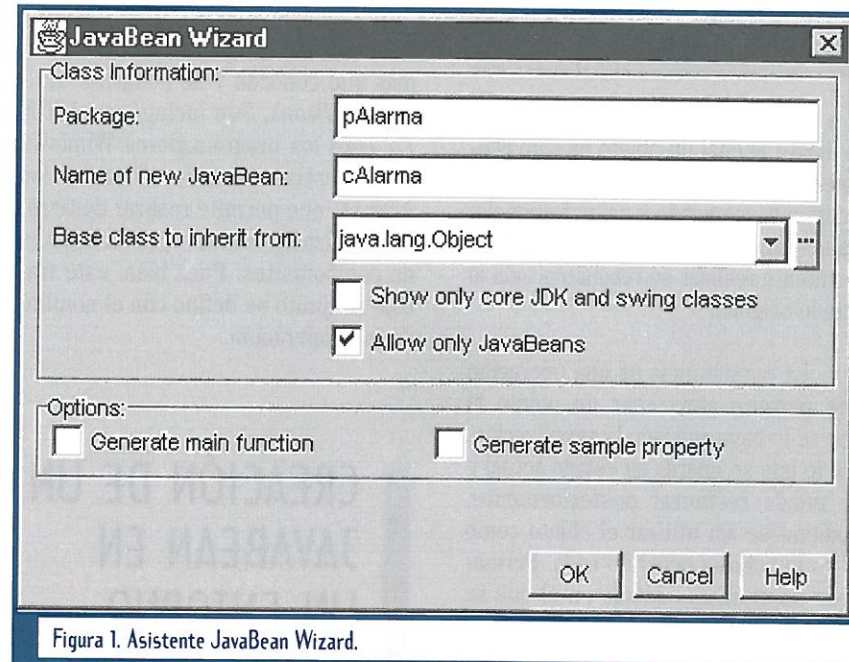 JavaBean Wizard
Class Information:
Package:
pAlarma
Name of new JavaBean:
cAlarma
Base class to inherit from:
java.lang.Object
...
Show only core JDK and swing classes
Allow only JavaBeans
Options:
Generate main function
Generate sample property
OK
Cancel
Help
Figura 1. Asistente JavaBean Wizard.